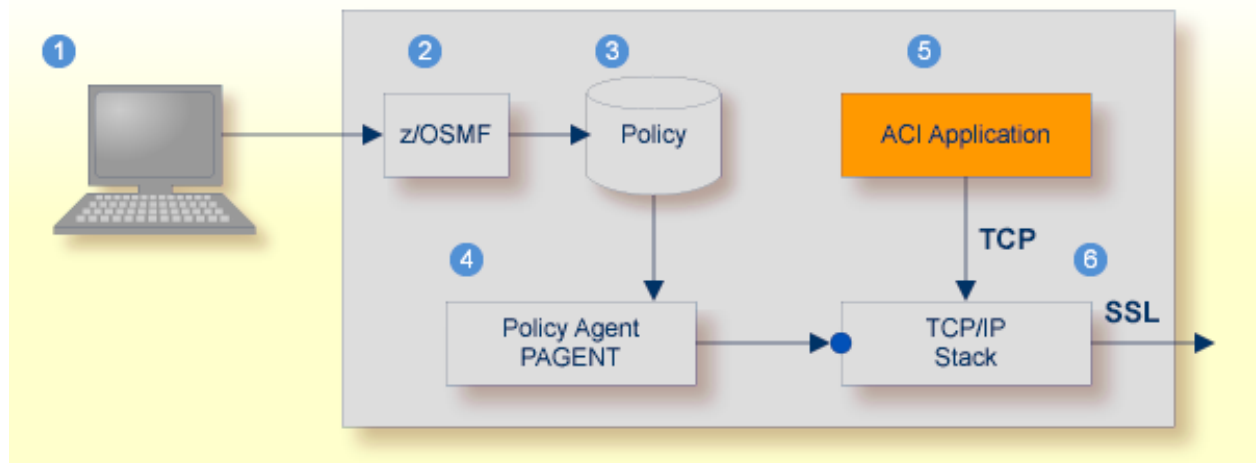 1
2
3
5
z/OSMF
Policy
ACI Application
TCP
4
6
Policy Agent
PAGENT
TCP/IP
Stack
SSL